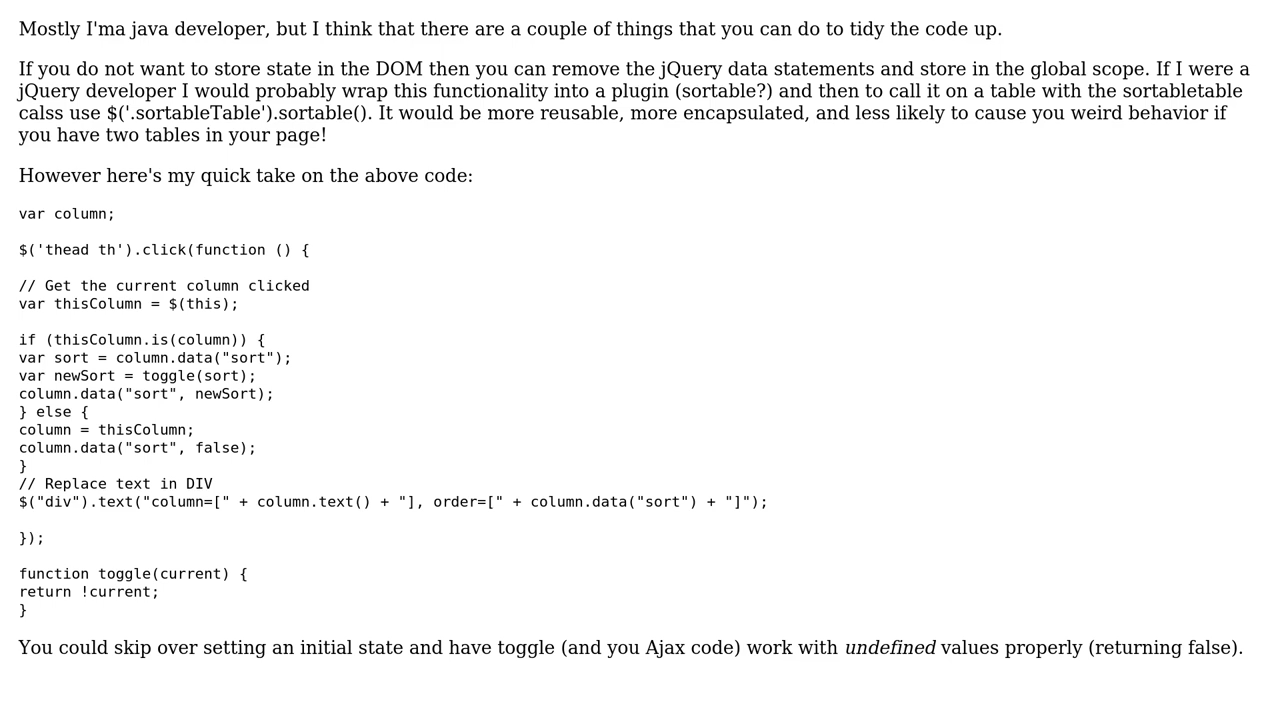 Mostly I'ma java developer, but I think that there are a couple of things that you can do to tidy the code up.
If you do not want to store state in the DOM then you can remove the jQuery data statements and store in the global scope. If I were a
jQuery developer I would probably wrap this functionality into a plugin (sortable?) and then to call it on a table with the sortabletable
calss use $('.sortableTable').sortable(). It would be more reusable, more encapsulated, and less likely to cause you weird behavior if
you have two tables in your page!
However here's my quick take on the above code:
var column;
$('thead th').click(function () {
// Get the current column clicked
var thisColumn = $(this);
if (thisColumn.is(column)) {
var sort = column.data("sort");
var newSort = toggle(sort);
column.data("sort", newSort);
} else {
column = thisColumn;
column.data("sort", false);
}
// Replace text in DIV
$("div").text("column=[" + column.text() + "], order=[" + column.data("sort") + "]");
});
function toggle(current) {
return !current;
}
You could skip over setting an initial state and have toggle (and you Ajax code) work with undefined values properly (returning false).